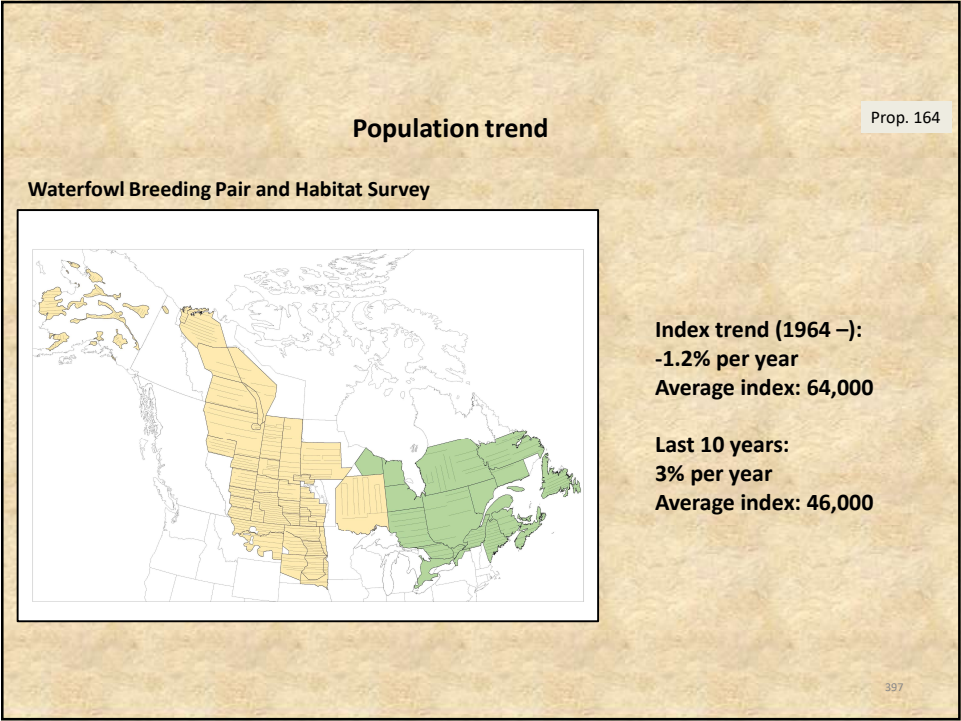 Population trend
Prop. 164
Waterfowl Breeding Pair and Habitat Survey
Index trend (1964 –):
-1.2% per year
Average index: 64,000
Last 10 years:
3% per year
Average index: 46,000
397